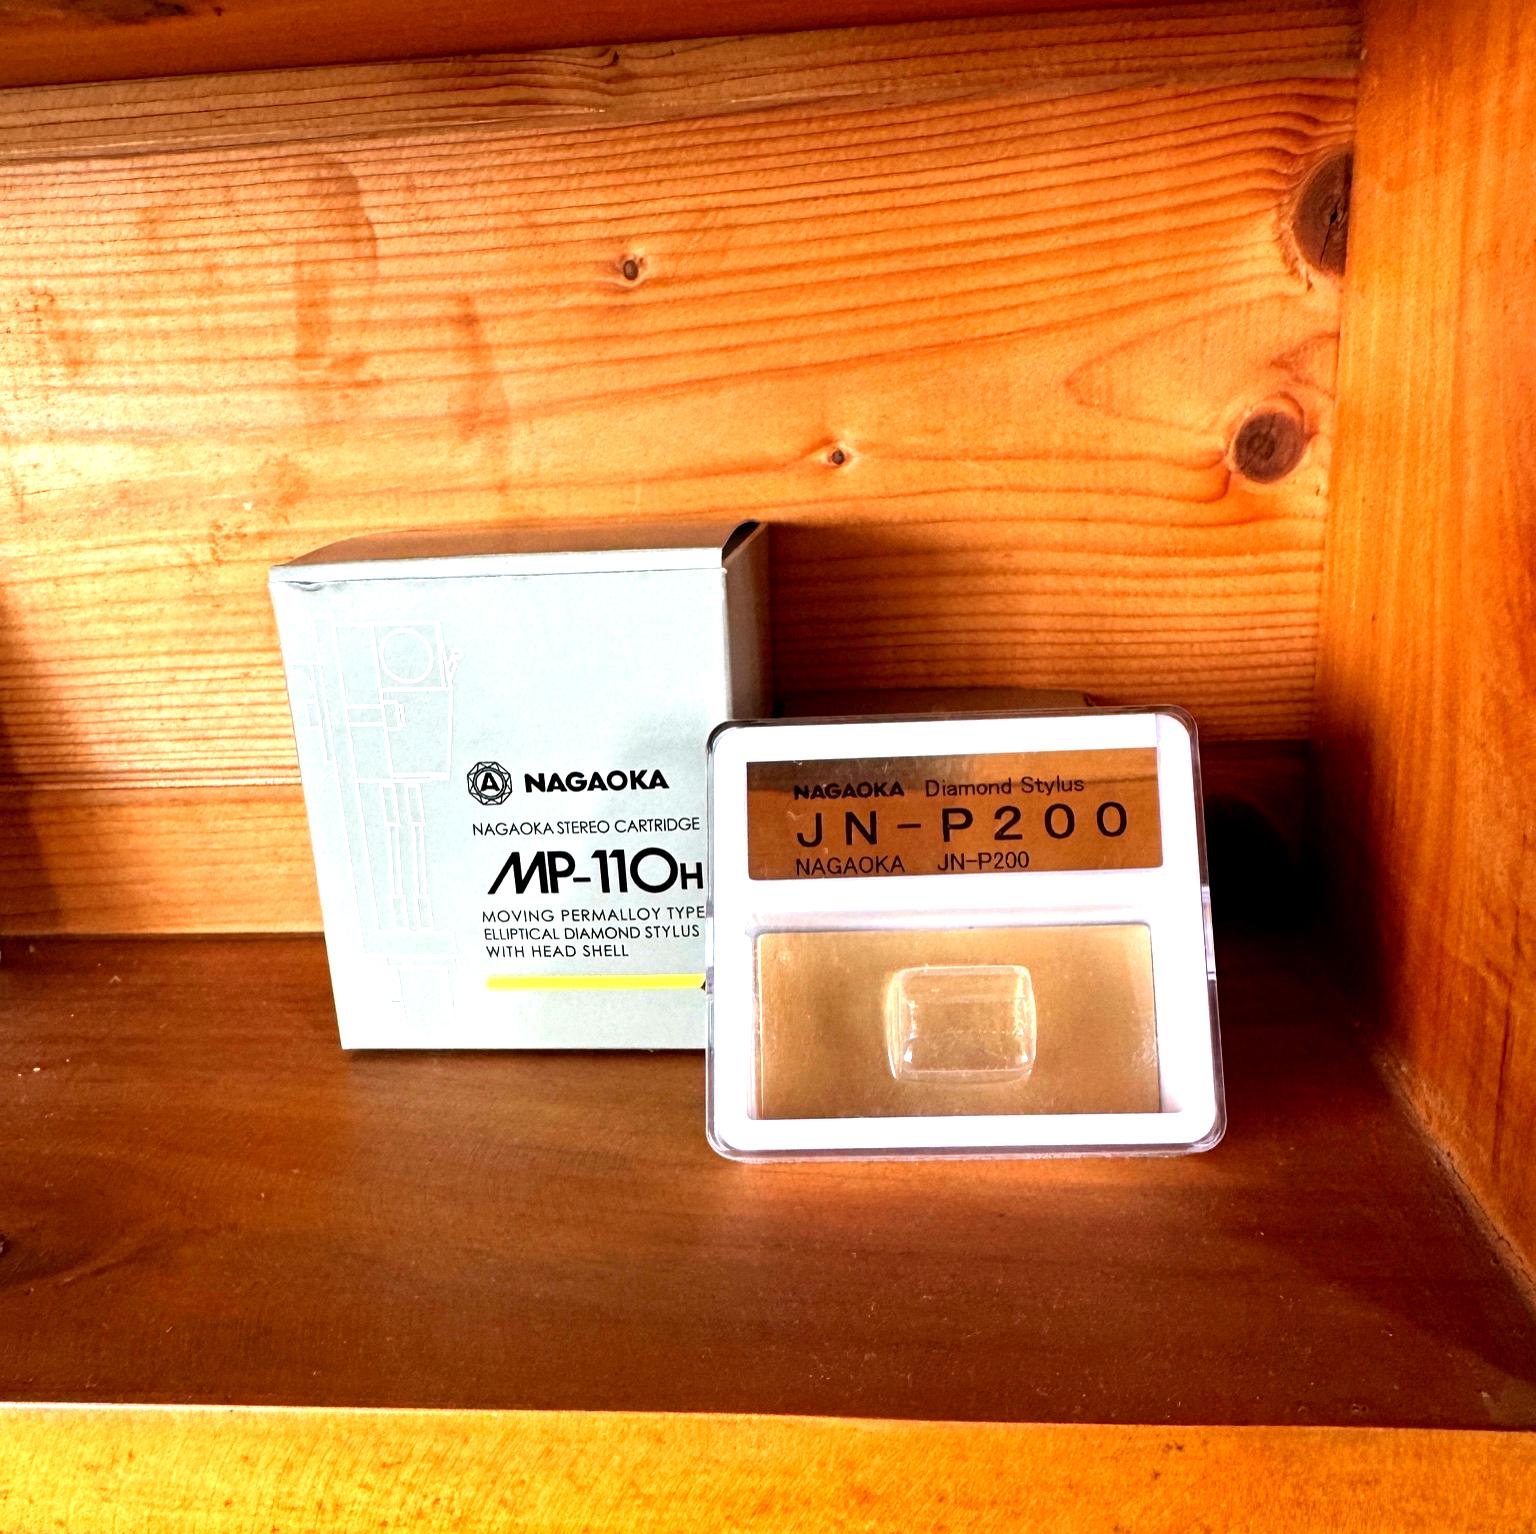 A NAGAOKA
NAGAOKA STEREO CARTRIDGE
MP-110H
MOVING PERMALLOY TYPE
ELLIPTICAL DIAMOND STYLUS
WITH HEAD SHELL
NAGAOKA Diamond Stylus
JN-P200
NAGAOKA JN-P200